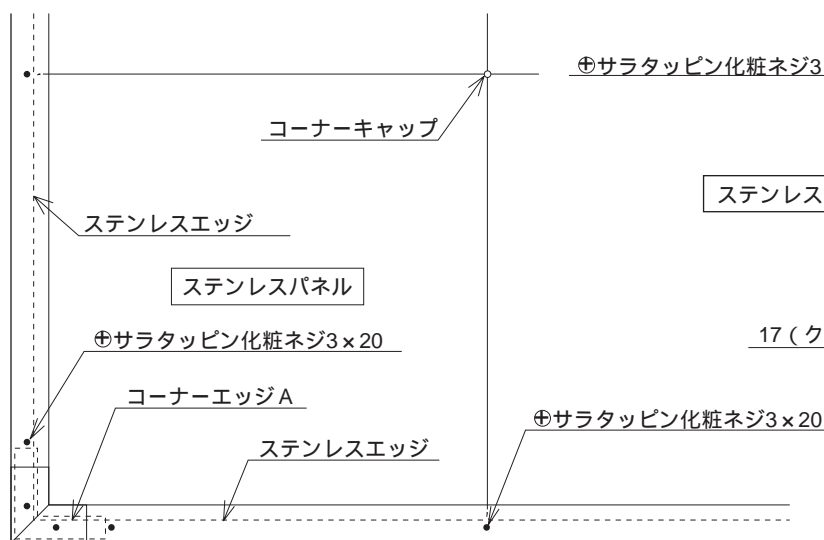 ⊕サラタッピン化粧ネジ3
コーナーキャップ
ステンレス
ステンレスエッジ
ステンレスパネル
⊕サラタッピン化粧ネジ3×20
17（ク
コーナーエッジA
⊕サラタッピン化粧ネジ3×20
ステンレスエッジ